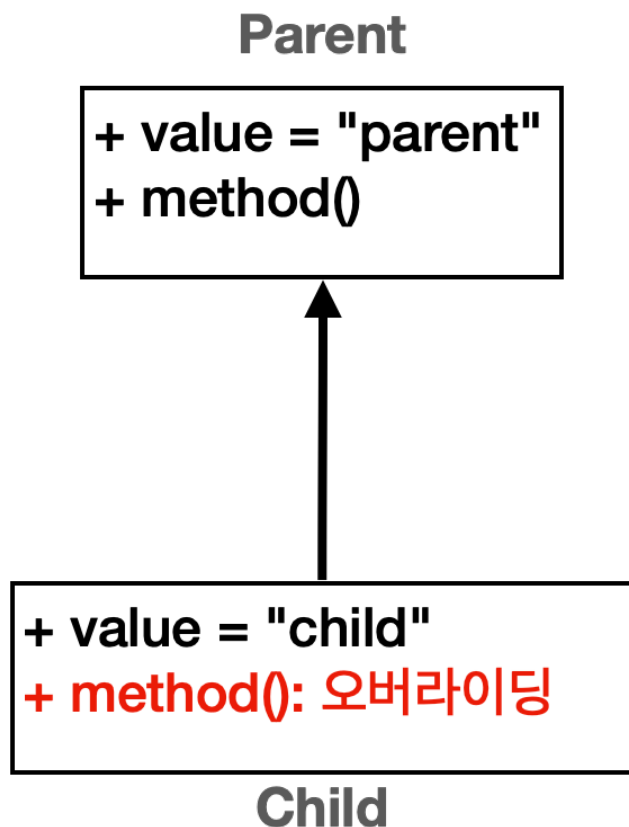 Parent
+ value = "parent"
+ method()
+ value = "child"
+ method(): 오버라이딩
Child